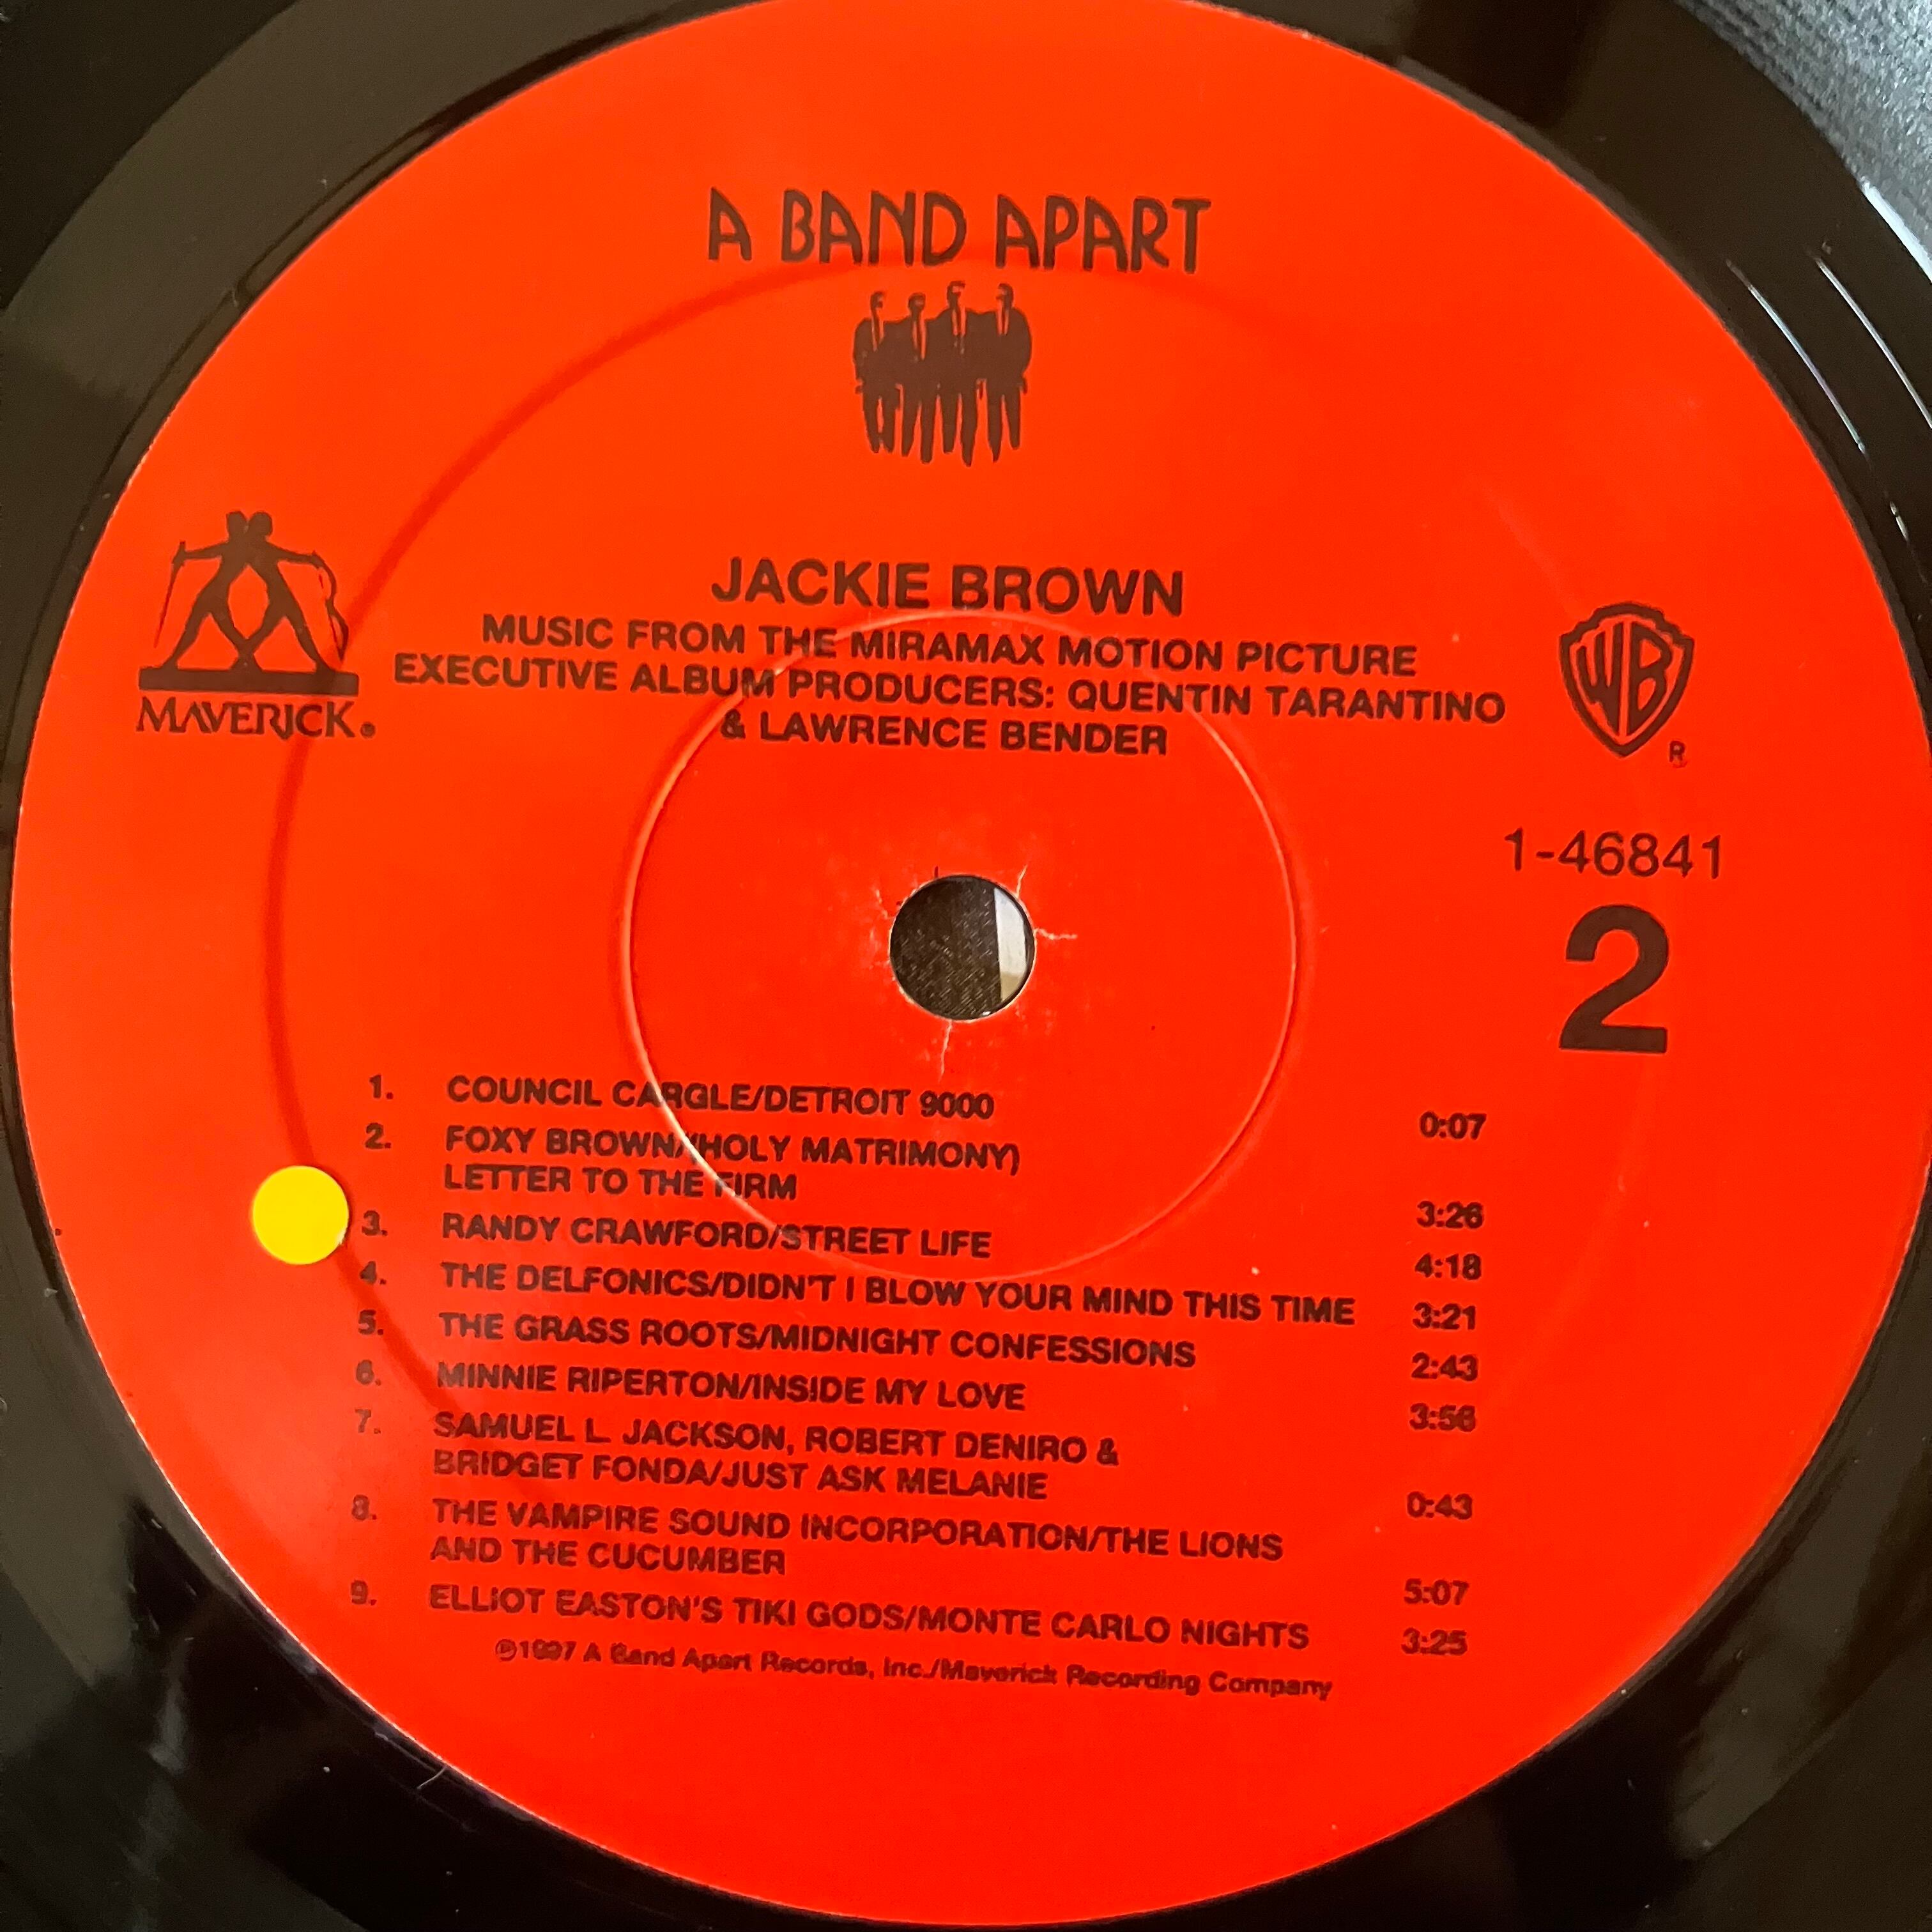 A BAND APART
MAVERICK®
JACKIE BROWN
MUSIC FROM THE MIRAMAX MOTION PICTURE
EXECUTIVE ALBUM PRODUCERS: QUENTIN TARANTINO
& LAWRENCE BENDER
WB
R
1-46841
2
1. COUNCIL CARGLE/DETROIT 9000 0:07
2. FOXY BROWN/(HOLY MATRIMONY)
LETTER TO THE FIRM 3:26
3. RANDY CRAWFORD/STREET LIFE 4:18
4. THE DELFONICS/DIDN'T I BLOW YOUR MIND THIS TIME 3:21
5. THE GRASS ROOTS/MIDNIGHT CONFESSIONS 2:43
6. MINNIE RIPERTON/INSIDE MY LOVE 3:56
7. SAMUEL L. JACKSON, ROBERT DENIRO &
BRIDGET FONDA/JUST ASK MELANIE 0:43
8. THE VAMPIRE SOUND INCORPORATION/THE LIONS
AND THE CUCUMBER 5:07
9. ELLIOT EASTON'S TIKI GODS/MONTE CARLO NIGHTS 3:25
℗1997 A Band Apart Records, Inc./Maverick Recording Company